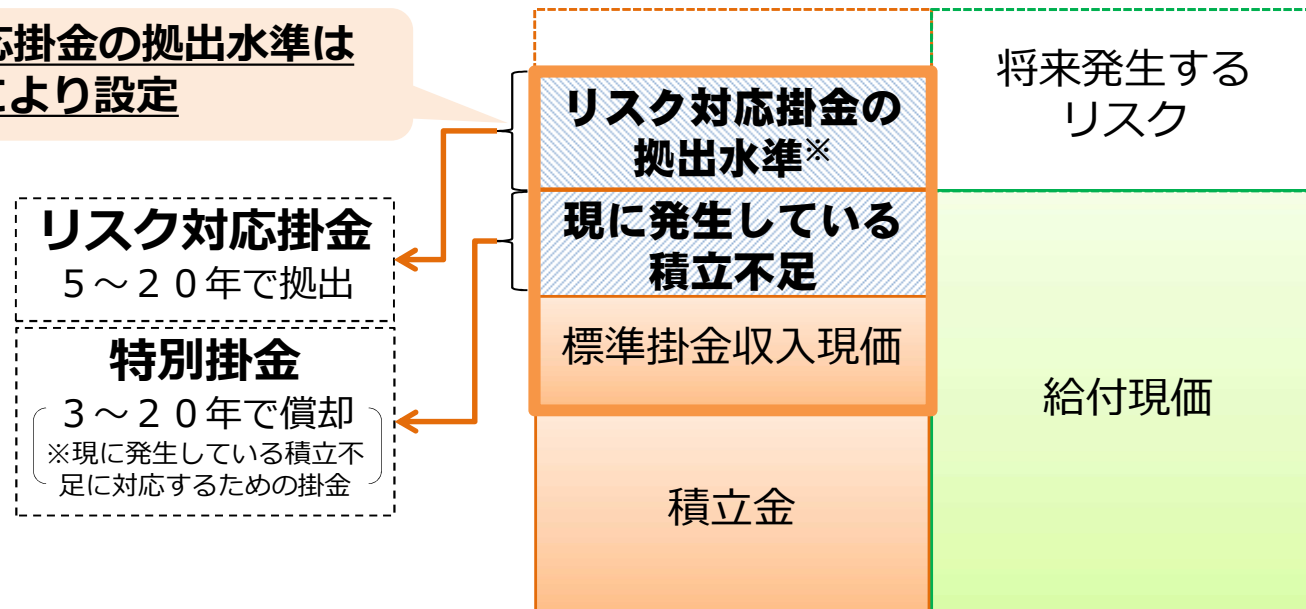 応掛金の拠出水準は
により設定
リスク対応掛金
５～２０年で拠出
特別掛金
３～２０年で償却
※現に発生している積立不
足に対応するための掛金
リスク対応掛金の
拠出水準※
現に発生している
積立不足
標準掛金収入現価
積立金
将来発生する
リスク
給付現価